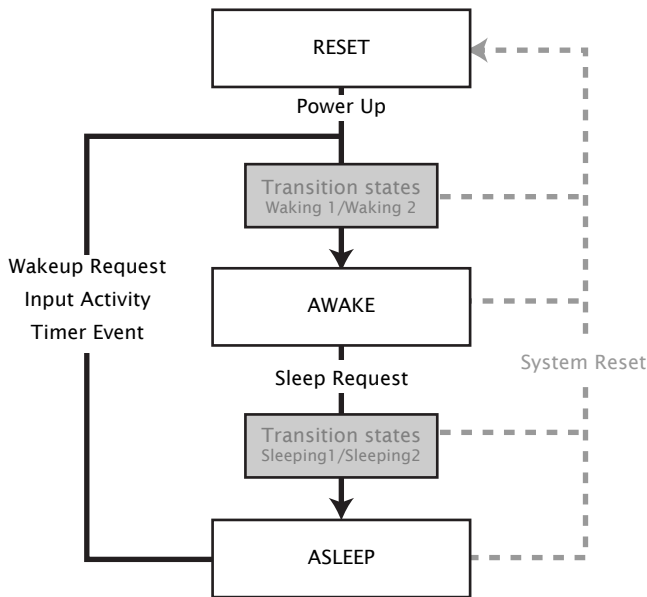 RESET
Power Up
Transition states
Waking 1/Waking 2
Wakeup Request
Input Activity
Timer Event
AWAKE
System Reset
Sleep Request
Transition states
Sleeping1/Sleeping2
ASLEEP